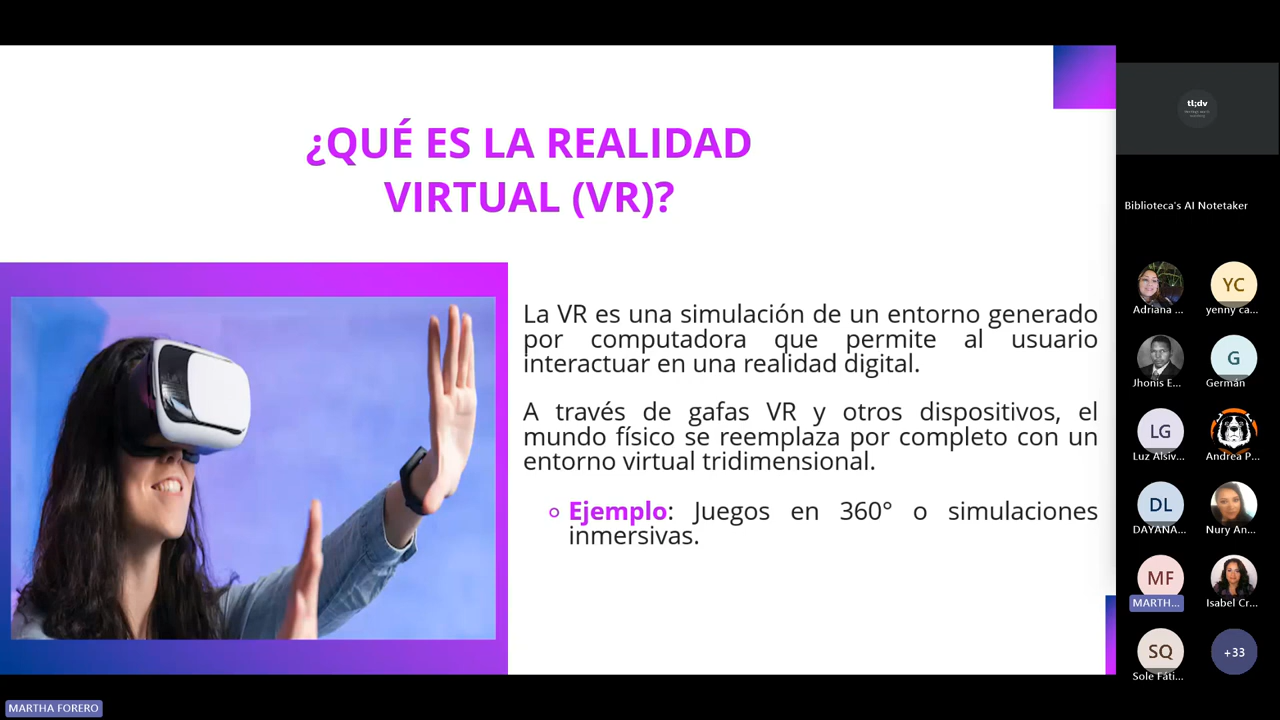 ¿QUÉ ES LA REALIDAD
VIRTUAL (VR)?
La VR es una simulación de un entorno generado
por computadora que permite al usuario
interactuar en una realidad digital.
A través de gafas VR y otros dispositivos, el
mundo físico se reemplaza por completo con un
entorno virtual tridimensional.
Ejemplo: Juegos en 360° o simulaciones
inmersivas.
MARTHA FORERO
tl;dv
Biblioteca's AI Notetaker
Adriana ...
YC
yenny ca...
Jhonis E...
G
Germán
LG
Luz Alsiv...
Andrea P...
DL
DAYANA...
Nury An...
MF
MARTH...
Isabel Cr...
SQ
Sole Fáti...
+33